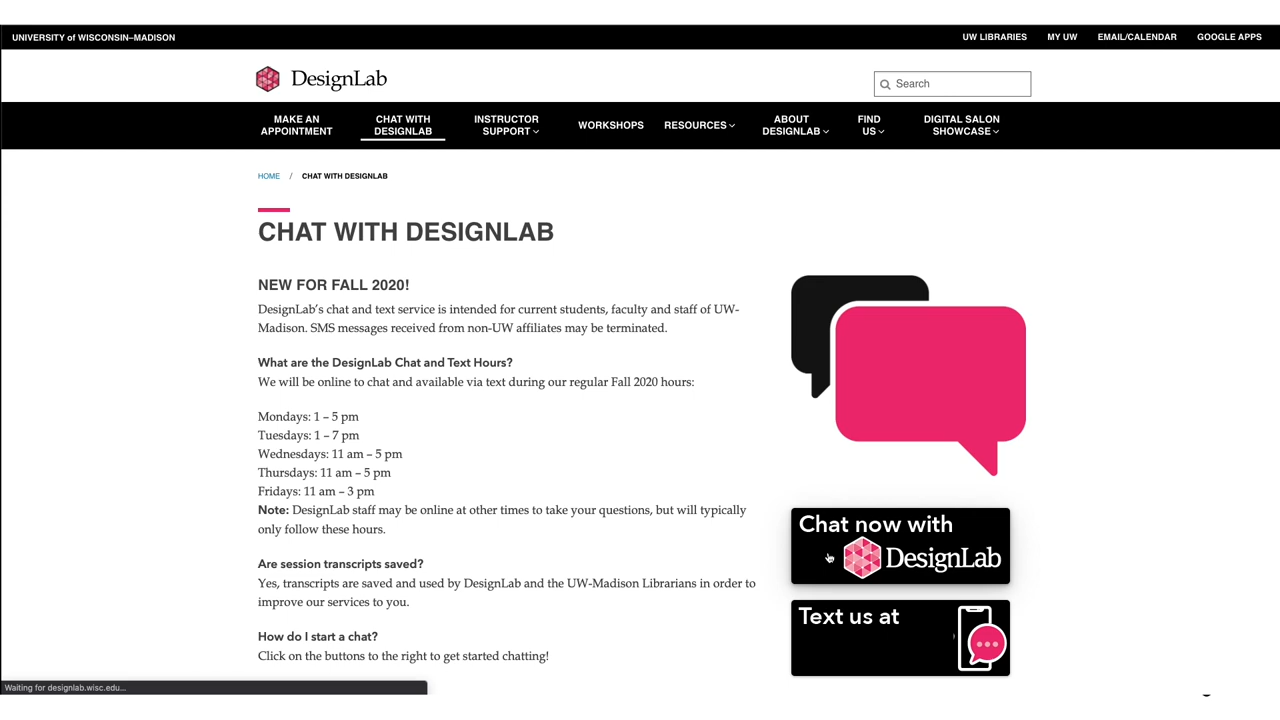 UNIVERSITY of WISCONSIN–MADISON
UW LIBRARIES MY UW EMAIL/CALENDAR GOOGLE APPS
DesignLab
Search
MAKE AN APPOINTMENT
CHAT WITH DESIGNLAB
INSTRUCTOR SUPPORT
WORKSHOPS
RESOURCES
ABOUT DESIGNLAB
FIND US
DIGITAL SALON SHOWCASE
HOME / CHAT WITH DESIGNLAB
CHAT WITH DESIGNLAB
NEW FOR FALL 2020!
DesignLab’s chat and text service is intended for current students, faculty and staff of UW-
Madison. SMS messages received from non-UW affiliates may be terminated.
What are the DesignLab Chat and Text Hours?
We will be online to chat and available via text during our regular Fall 2020 hours:
Mondays: 1 – 5 pm
Tuesdays: 1 – 7 pm
Wednesdays: 11 am – 5 pm
Thursdays: 11 am – 5 pm
Fridays: 11 am – 3 pm
Note: DesignLab staff may be online at other times to take your questions, but will typically
only follow these hours.
Are session transcripts saved?
Yes, transcripts are saved and used by DesignLab and the UW-Madison Librarians in order to
improve our services to you.
How do I start a chat?
Click on the buttons to the right to get started chatting!
Chat now with
DesignLab
Text us at
Waiting for designlab.wisc.edu...